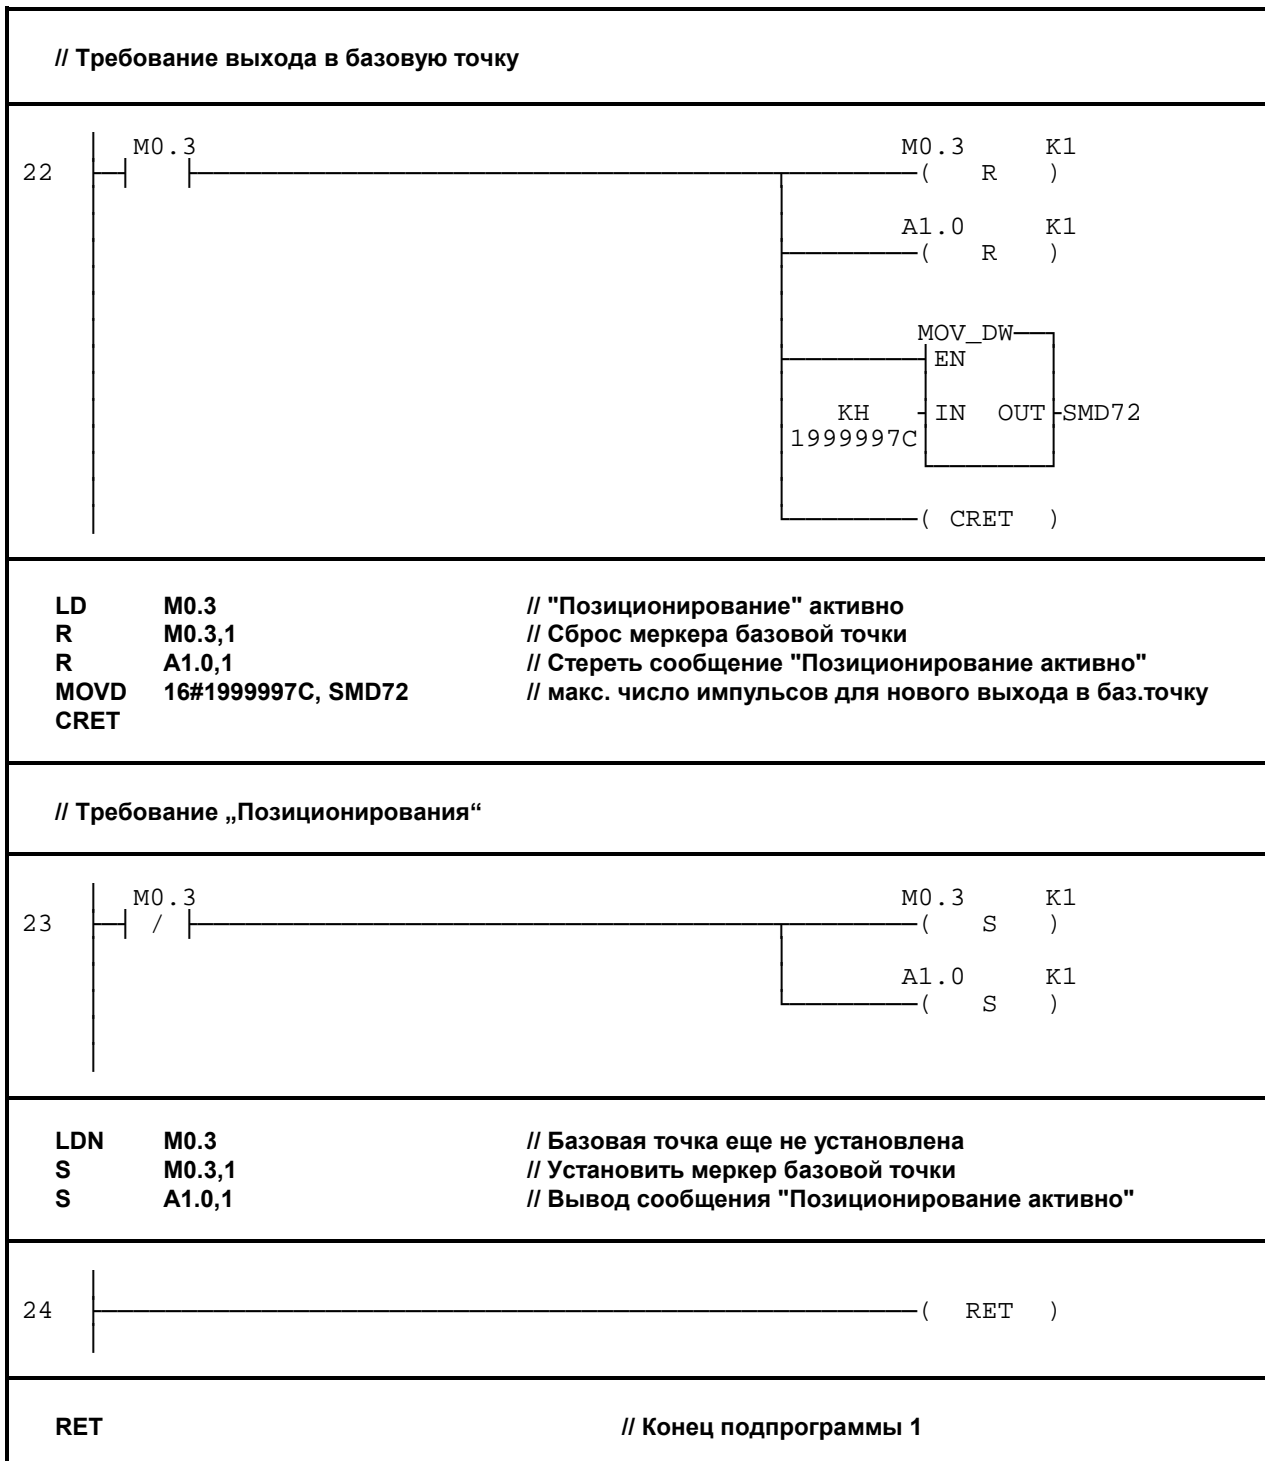 // Требование выхода в базовую точку
M0.3 M0.3 K1
22 ( R )
A1.0 K1
( R )
MOV_DW
EN
KH IN OUT SMD72
1999997C
( CRET )
LD M0.3 // "Позиционирование" активно
R M0.3,1 // Сброс меркера базовой точки
R A1.0,1 // Стереть сообщение "Позиционирование активно"
MOVD 16#1999997C, SMD72 // макс. число импульсов для нового выхода в баз.точку
CRET
// Требование „Позиционирования“
M0.3 M0.3 K1
23 / ( S )
A1.0 K1
( S )
LDN M0.3 // Базовая точка еще не установлена
S M0.3,1 // Установить меркер базовой точки
S A1.0,1 // Вывод сообщения "Позиционирование активно"
24 ( RET )
RET // Конец подпрограммы 1